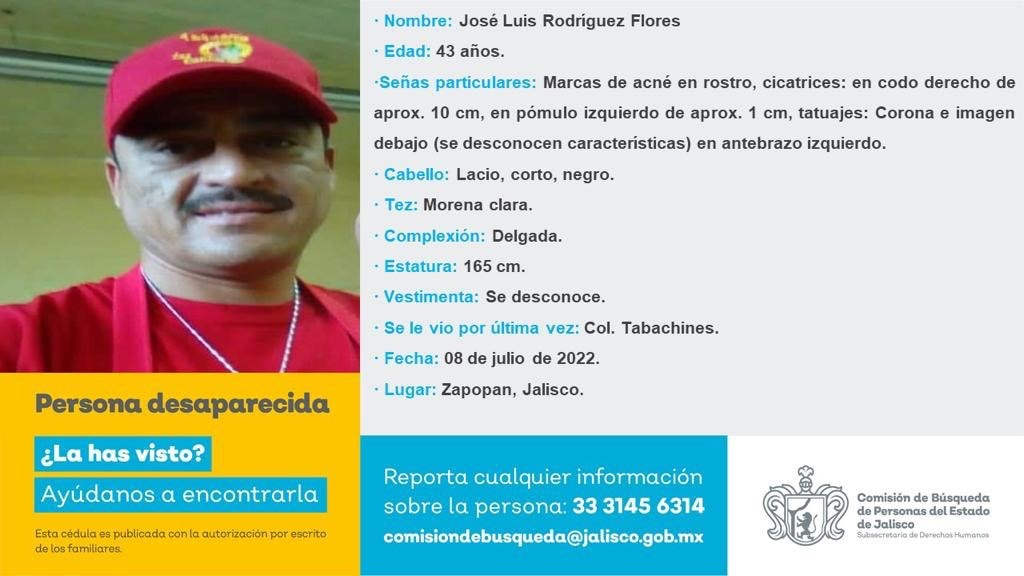 · Nombre: José Luis Rodríguez Flores
· Edad: 43 años.
·Señas particulares: Marcas de acné en rostro, cicatrices: en codo derecho de
aprox. 10 cm, en pómulo izquierdo de aprox. 1 cm, tatuajes: Corona e imagen
debajo (se desconocen características) en antebrazo izquierdo.
· Cabello: Lacio, corto, negro.
· Tez: Morena clara.
· Complexión: Delgada.
· Estatura: 165 cm.
· Vestimenta: Se desconoce.
· Se le vio por última vez: Col. Tabachines.
· Fecha: 08 de julio de 2022.
· Lugar: Zapopan, Jalisco.
Persona desaparecida
¿La has visto?
Ayúdanos a encontrarla
Esta cédula es publicada con la autorización por escrito
de los familiares.
Reporta cualquier información
sobre la persona: 33 3145 6314
comisiondebusqueda@jalisco.gob.mx
Comisión de Búsqueda
de Personas del Estado
de Jalisco
Subsecretaría de Derechos Humanos